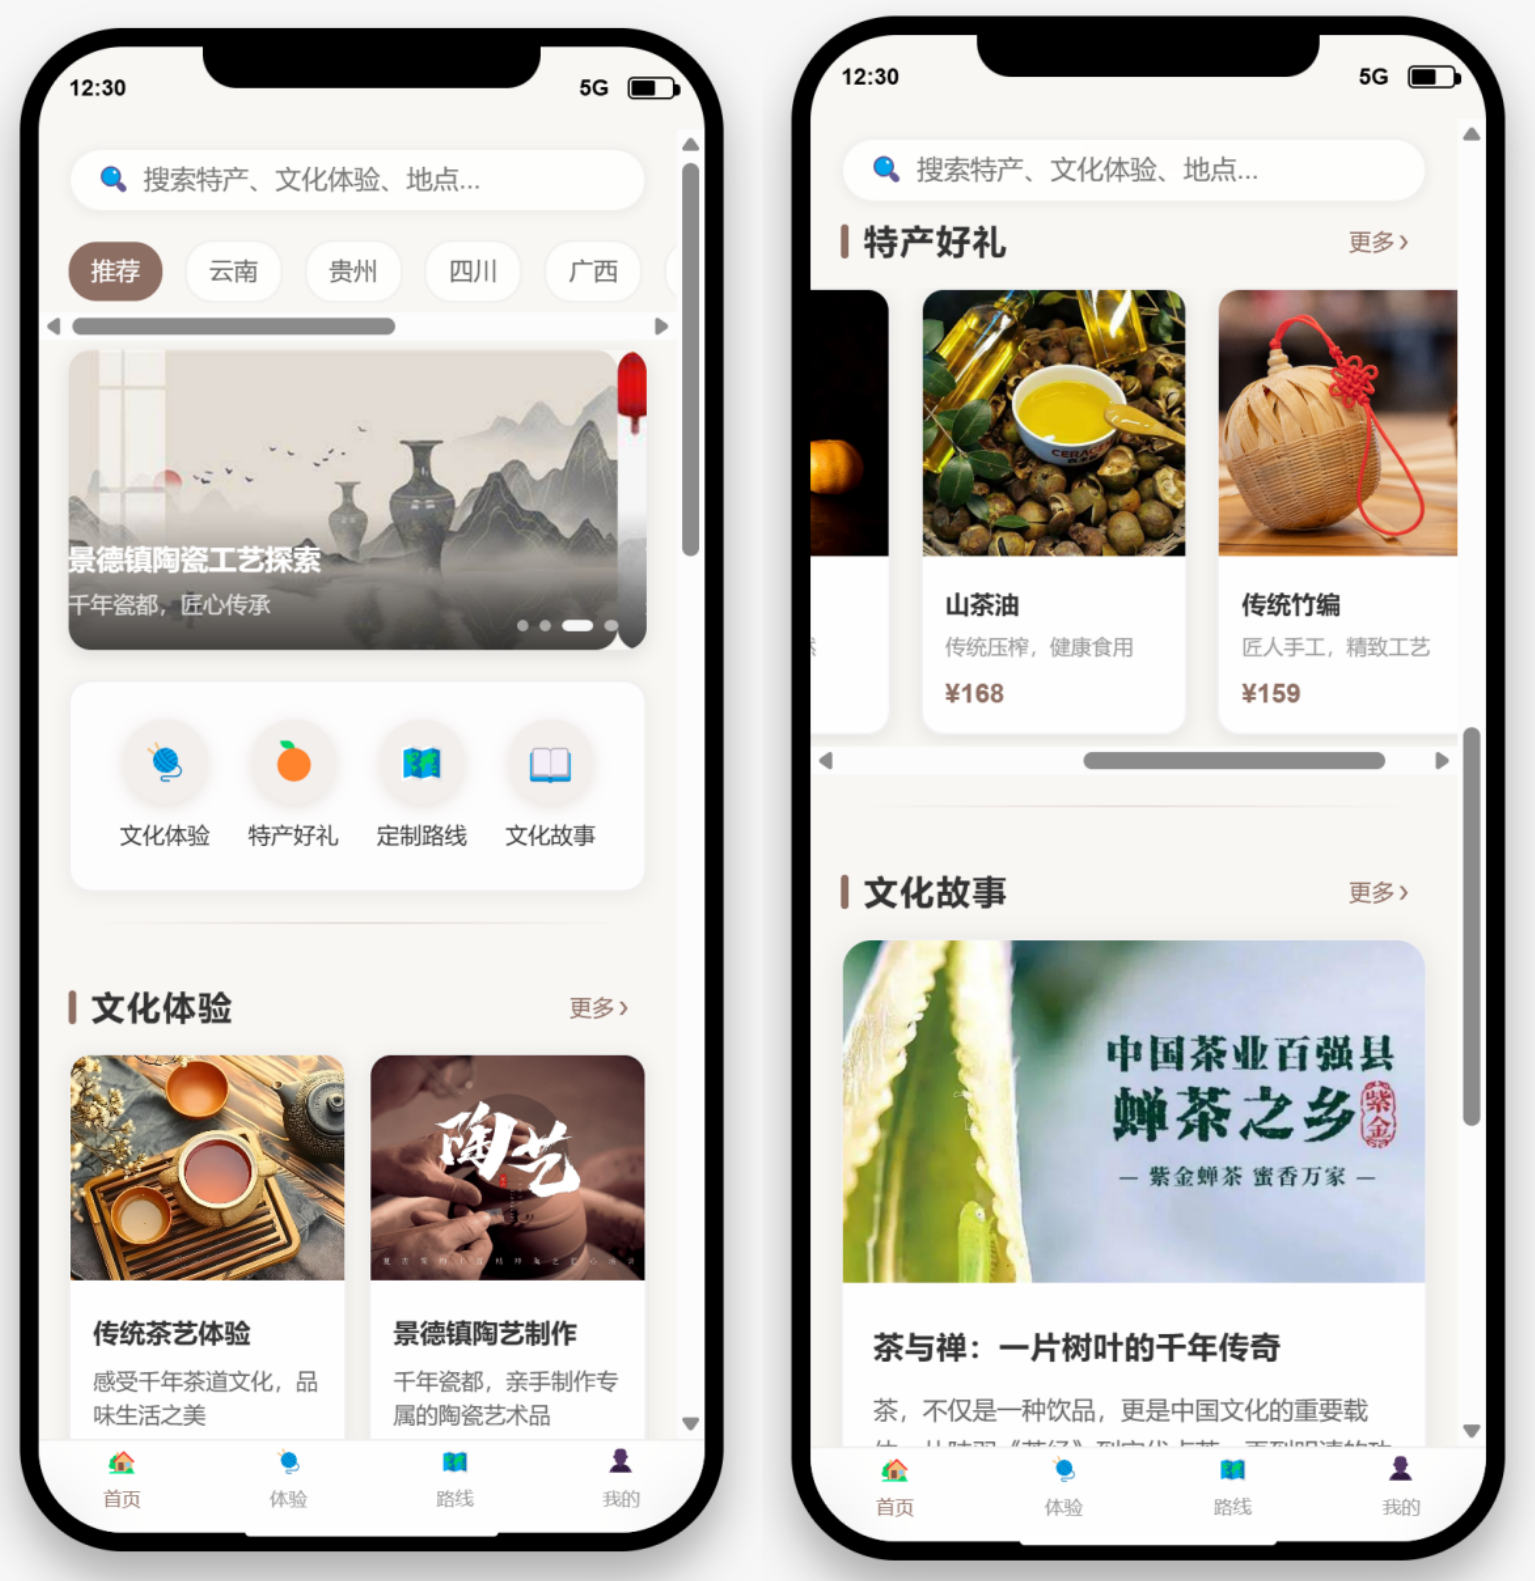 12:30
5G
搜索特产、文化体验、地点...
推荐
云南
贵州
四川
广西
景德镇陶瓷工艺探索
千年瓷都，匠心传承
文化体验
特产好礼
定制路线
文化故事
文化体验
更多›
陶艺
传统茶艺体验
感受千年茶道文化，品
味生活之美
景德镇陶艺制作
千年瓷都，亲手制作专
属的陶瓷艺术品
首页
体验
路线
我的
12:30
5G
搜索特产、文化体验、地点...
特产好礼
更多›
CERAC
山茶油
传统压榨，健康食用
¥168
传统竹编
匠人手工，精致工艺
¥159
文化故事
更多›
中国茶业百强县
蝉茶之乡
紫金
— 紫金蝉茶 蜜香万家 —
茶与禅：一片树叶的千年传奇
茶，不仅是一种饮品，更是中国文化的重要载
首页
体验
路线
我的